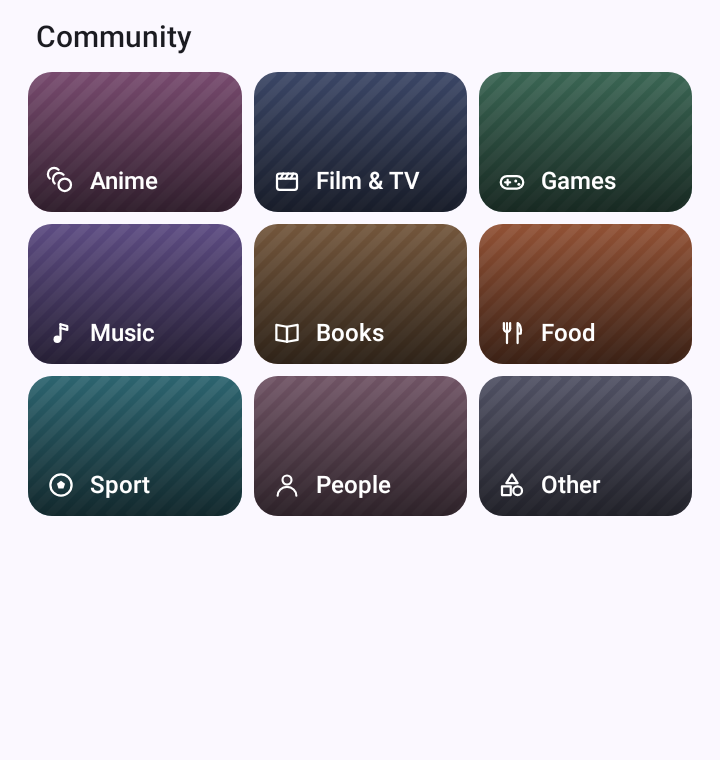 Community
Anime
Film & TV
Games
Music
Books
Food
Sport
People
Other